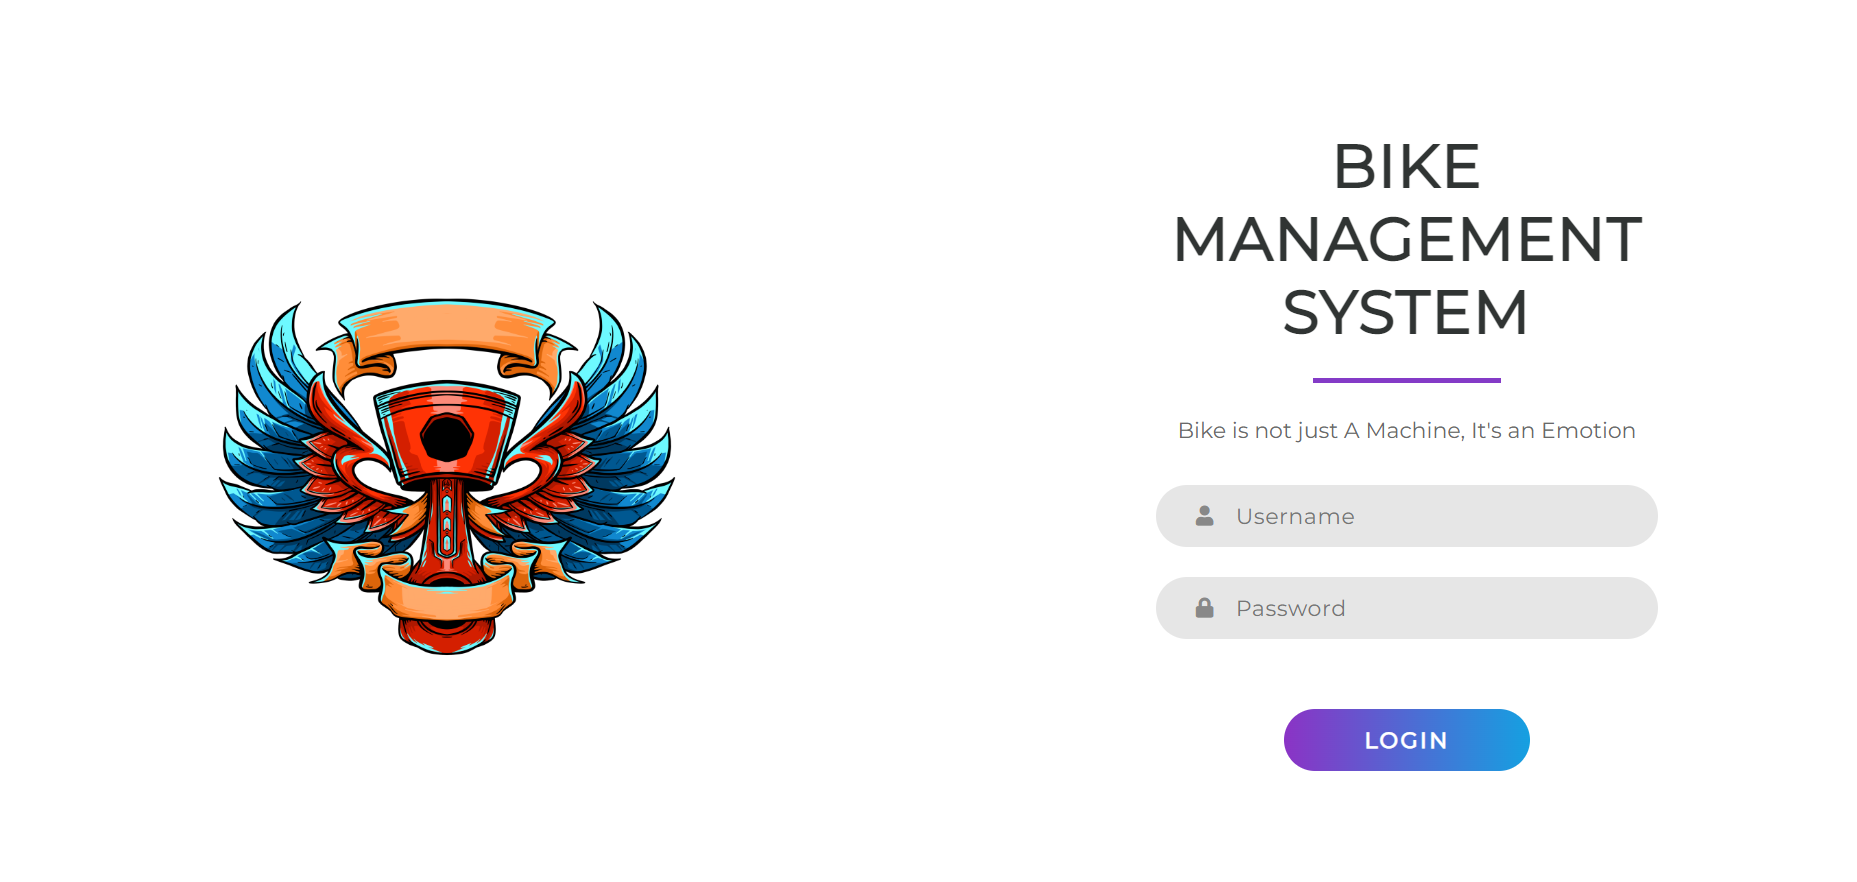 BIKE
MANAGEMENT
SYSTEM
Bike is not just A Machine, It's an Emotion
Username
Password
LOGIN